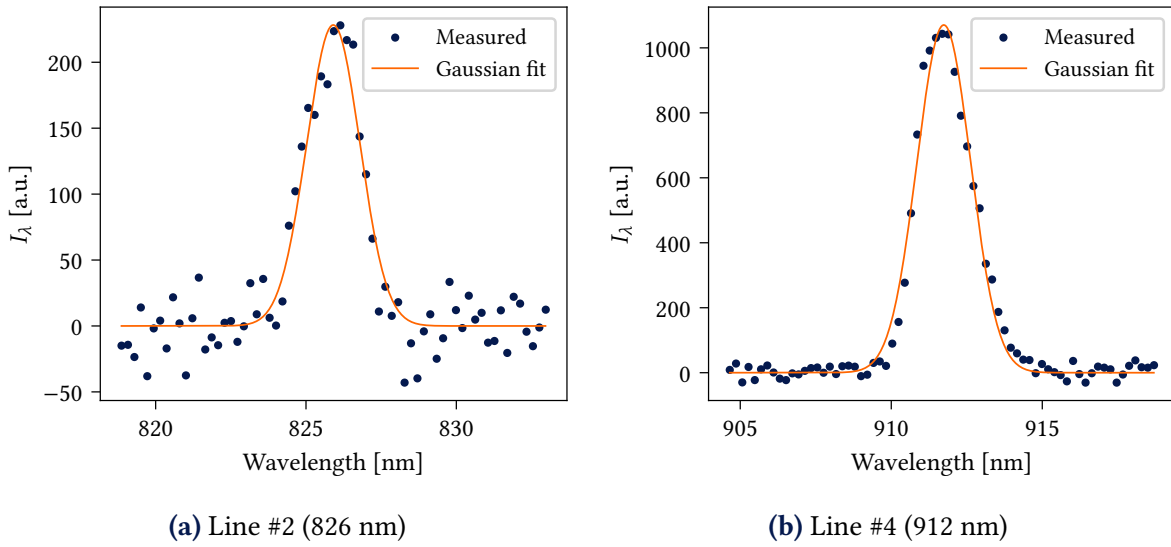 Measured
Gaussian fit
200
150
100
50
0
−50
820
825
830
Wavelength [nm]
I_λ [a.u.]
(a) Line #2 (826 nm)
Measured
Gaussian fit
1000
800
600
400
200
0
905
910
915
Wavelength [nm]
I_λ [a.u.]
(b) Line #4 (912 nm)